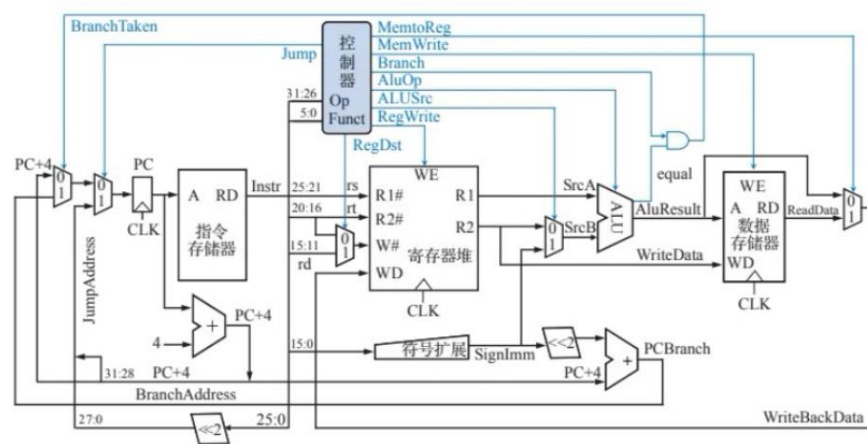 BranchTaken
MemtoReg
MemWrite
Branch
AluOp
ALUSrc
RegWrite
Jump
控制器
Op
Funct
31:26
5:0
RegDst
PC+4
0
1
0
1
PC
CLK
A RD
指令
存储器
Instr
25:21
rs
20:16
rt
15:11
rd
0
1
WE
R1#
R2#
W#
WD
R1
R2
寄存器堆
CLK
SrcA
0
1
SrcB
ALU
equal
AluResult
WriteData
WE
A RD
数据
存储器
WD
CLK
ReadData
0
1
JumpAddress
4
+
PC+4
15:0
符号扩展
SignImm
<<2
PC+4
+
PCBranch
31:28
PC+4
BranchAddress
27:0
<<2
25:0
WriteBackData